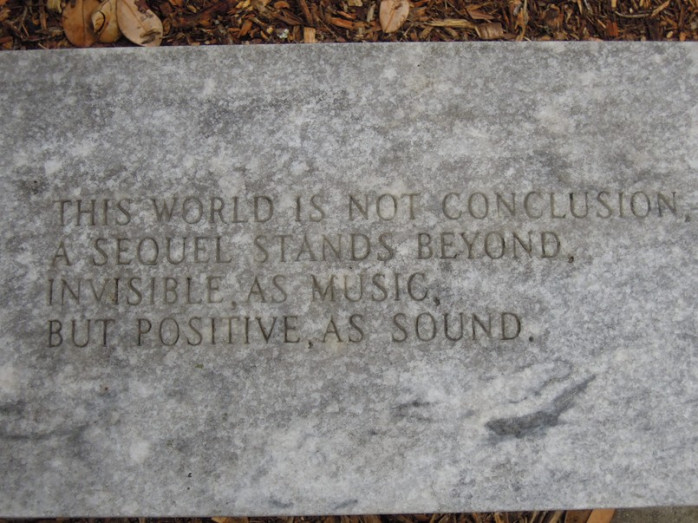 THIS WORLD IS NOT CONCLUSION,
A SEQUEL STANDS BEYOND,
INVISIBLE, AS MUSIC,
BUT POSITIVE, AS SOUND.